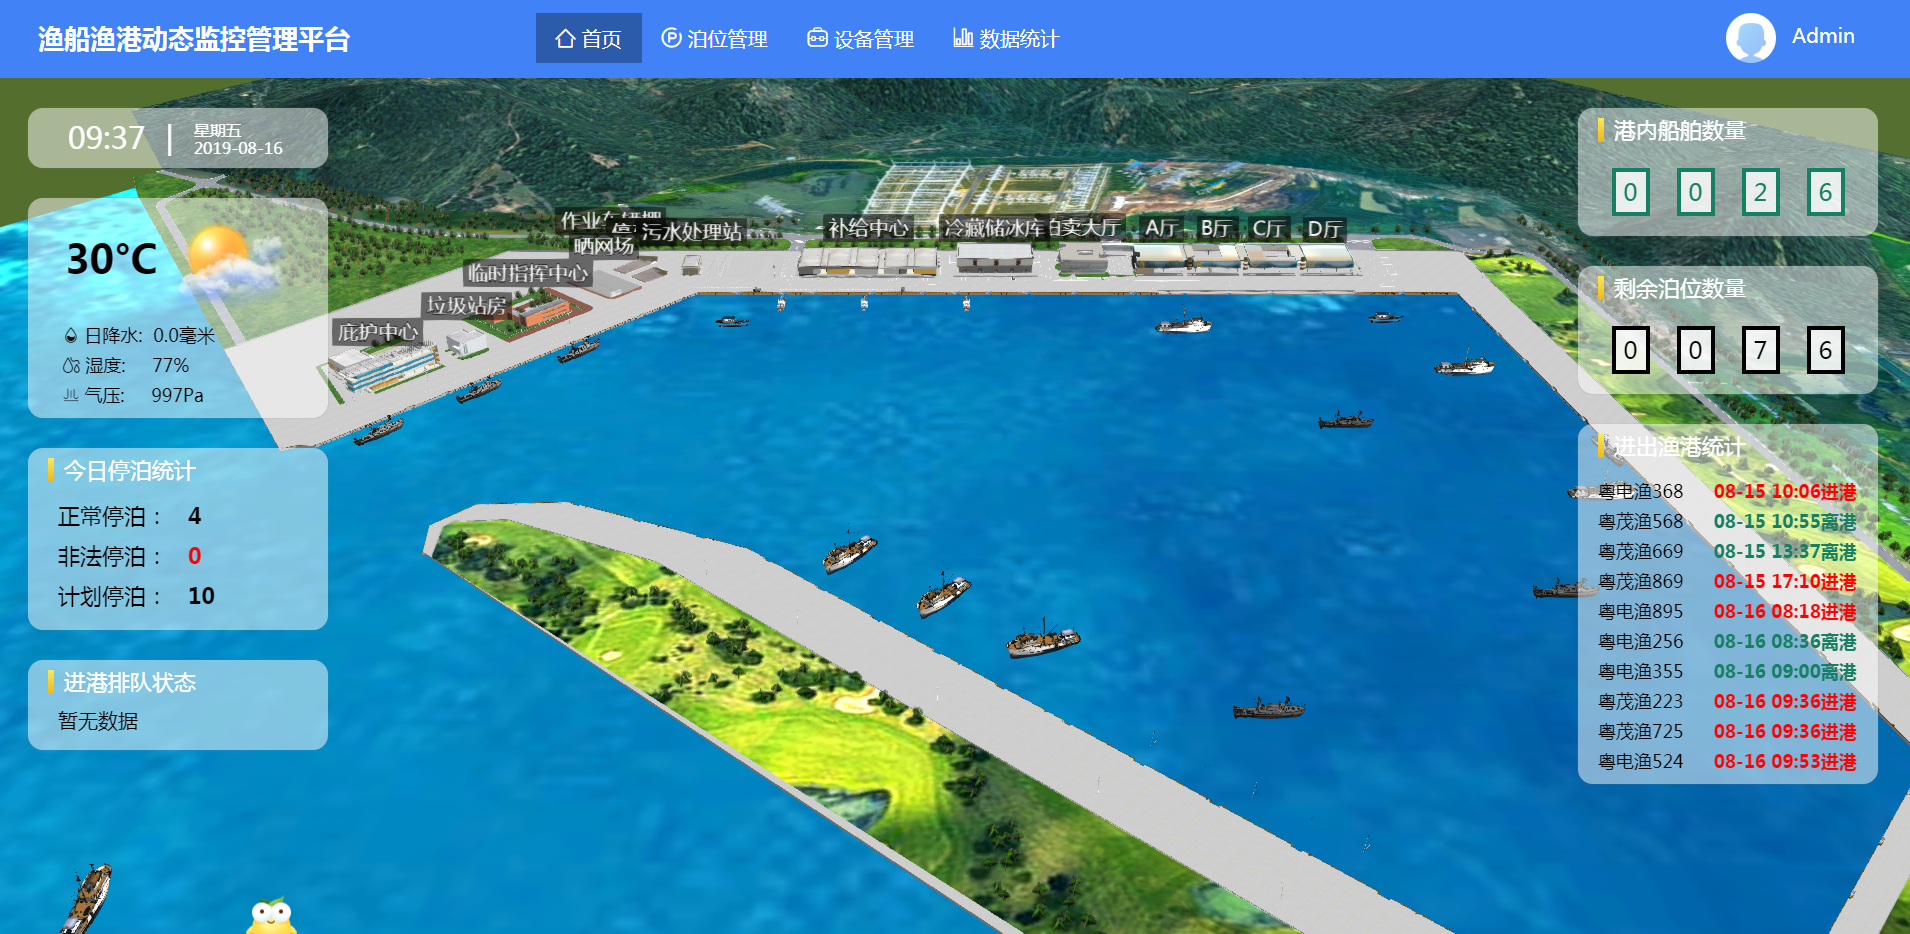 渔船渔港动态监控管理平台
首页
泊位管理
设备管理
数据统计
Admin
09:37
星期五
2019-08-16
30°C
日降水: 0.0毫米
湿度: 77%
气压: 997Pa
今日停泊统计
正常停泊： 4
非法停泊： 0
计划停泊： 10
进港排队状态
暂无数据
停
污水处理站
晒网场
临时指挥中心
垃圾站房
庇护中心
补给中心
冷藏储冰库
卖大厅
A厅
B厅
C厅
D厅
港内船舶数量
0 0 2 6
剩余泊位数量
0 0 7 6
进出渔港统计
粤电渔368 08-15 10:06进港
粤茂渔568 08-15 10:55离港
粤茂渔669 08-15 13:37离港
粤茂渔869 08-15 17:10进港
粤电渔895 08-16 08:18进港
粤电渔256 08-16 08:36离港
粤电渔355 08-16 09:00离港
粤茂渔223 08-16 09:36进港
粤茂渔725 08-16 09:36进港
粤电渔524 08-16 09:53进港